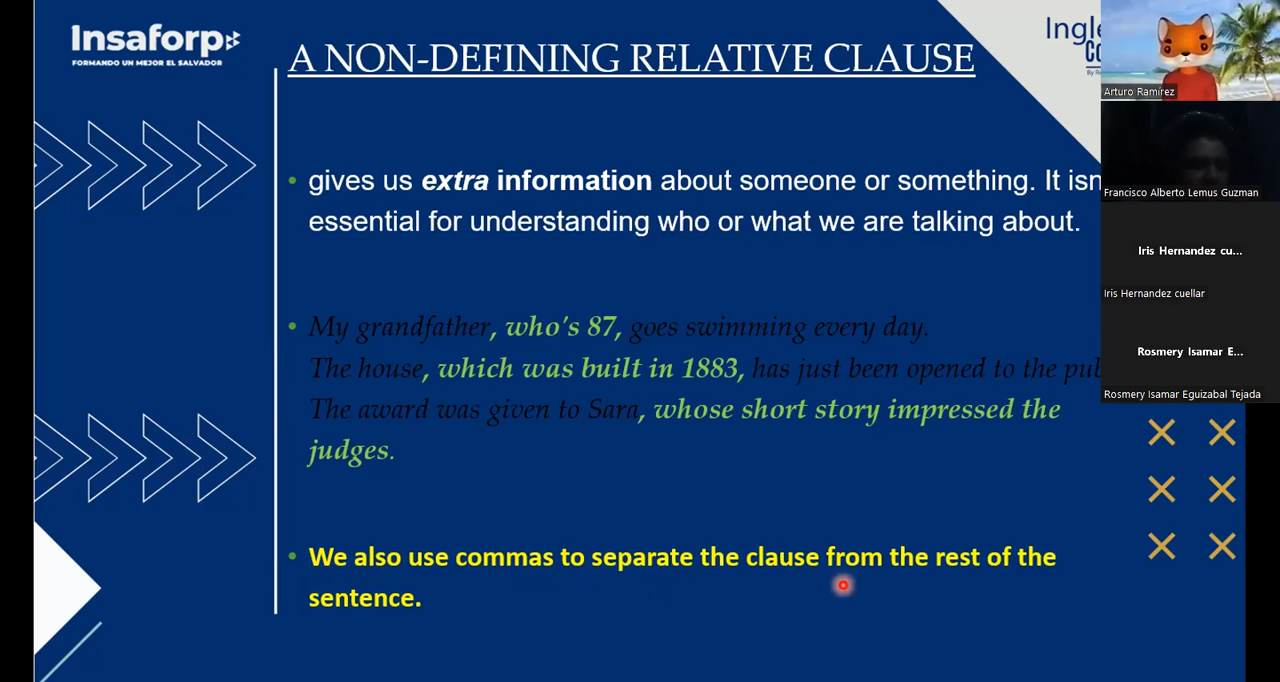 Insaforp
FORMANDO UN MEJOR EL SALVADOR
A NON-DEFINING RELATIVE CLAUSE
Ingle
Co
By Re
Arturo Ramírez
Francisco Alberto Lemus Guzman
Iris Hernandez cu...
Iris Hernandez cuellar
Rosmery Isamar E...
Rosmery Isamar Eguizabal Tejada
• gives us extra information about someone or something. It isn
essential for understanding who or what we are talking about.
• My grandfather, who's 87, goes swimming every day.
The house, which was built in 1883, has just been opened to the pub
The award was given to Sara, whose short story impressed the
judges.
• We also use commas to separate the clause from the rest of the
sentence.